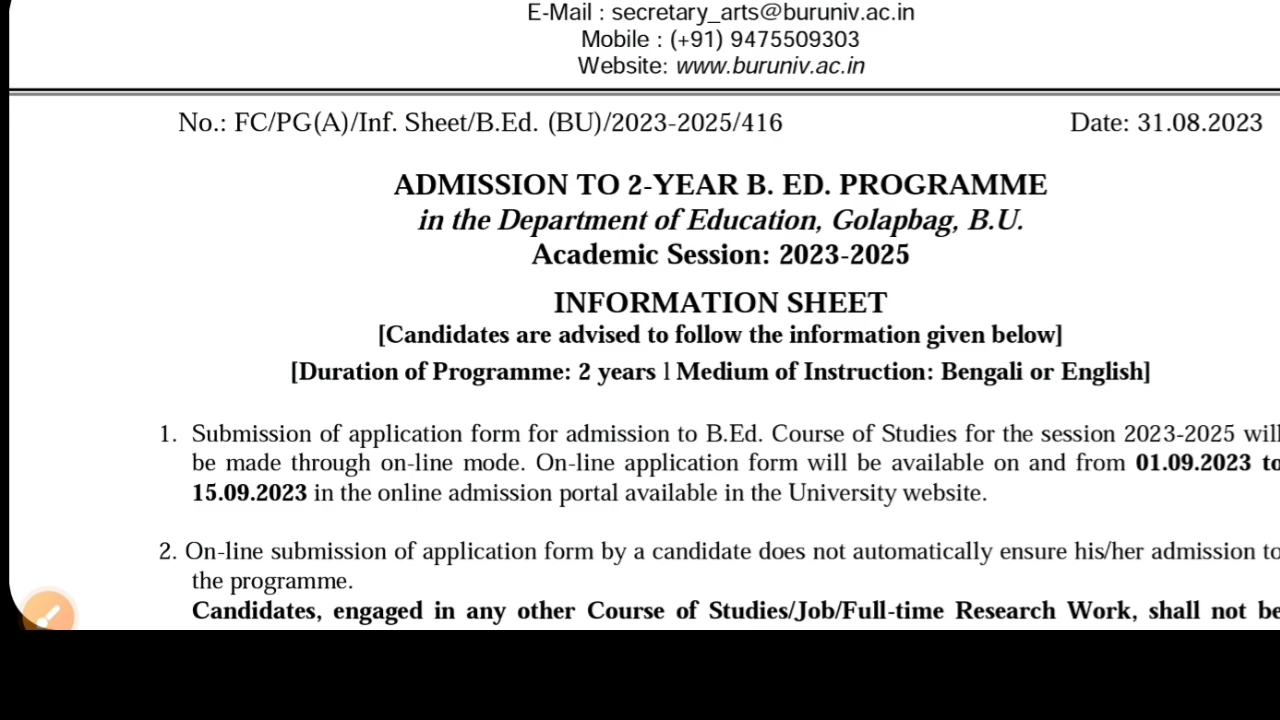 E-Mail : secretary_arts@buruniv.ac.in
Mobile : (+91) 9475509303
Website: www.buruniv.ac.in
No.: FC/PG(A)/Inf. Sheet/B.Ed. (BU)/2023-2025/416 Date: 31.08.2023
ADMISSION TO 2-YEAR B. ED. PROGRAMME
in the Department of Education, Golapbag, B.U.
Academic Session: 2023-2025
INFORMATION SHEET
[Candidates are advised to follow the information given below]
[Duration of Programme: 2 years l Medium of Instruction: Bengali or English]
1. Submission of application form for admission to B.Ed. Course of Studies for the session 2023-2025 will
be made through on-line mode. On-line application form will be available on and from 01.09.2023 to
15.09.2023 in the online admission portal available in the University website.
2. On-line submission of application form by a candidate does not automatically ensure his/her admission to
the programme.
Candidates, engaged in any other Course of Studies/Job/Full-time Research Work, shall not be